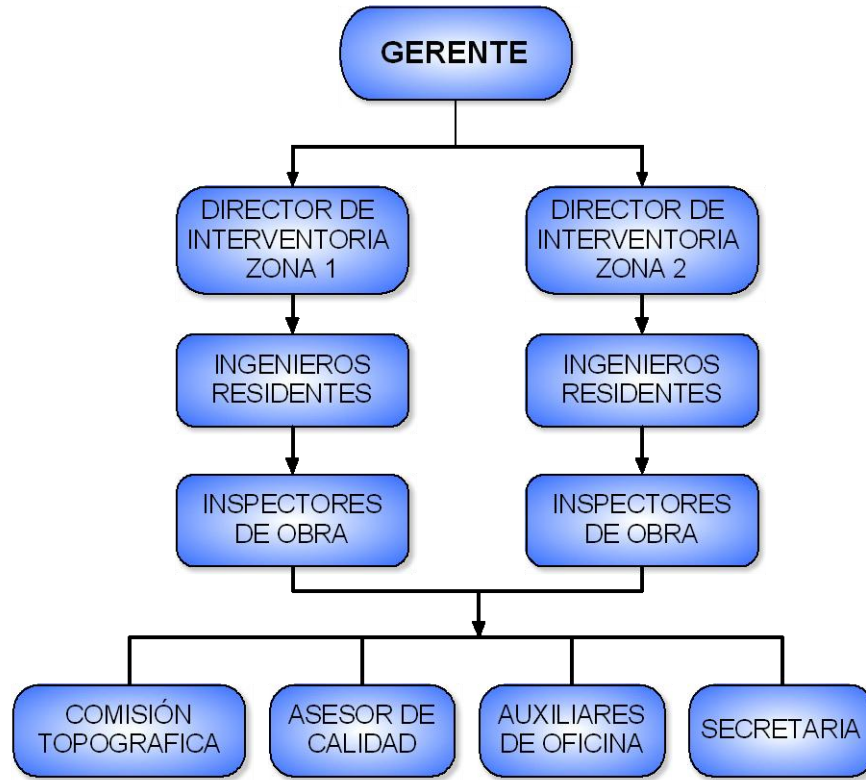 GERENTE
DIRECTOR DE
INTERVENTORIA
ZONA 1
DIRECTOR DE
INTERVENTORIA
ZONA 2
INGENIEROS
RESIDENTES
INGENIEROS
RESIDENTES
INSPECTORES
DE OBRA
INSPECTORES
DE OBRA
COMISIÓN
TOPOGRAFICA
ASESOR DE
CALIDAD
AUXILIARES
DE OFICINA
SECRETARIA